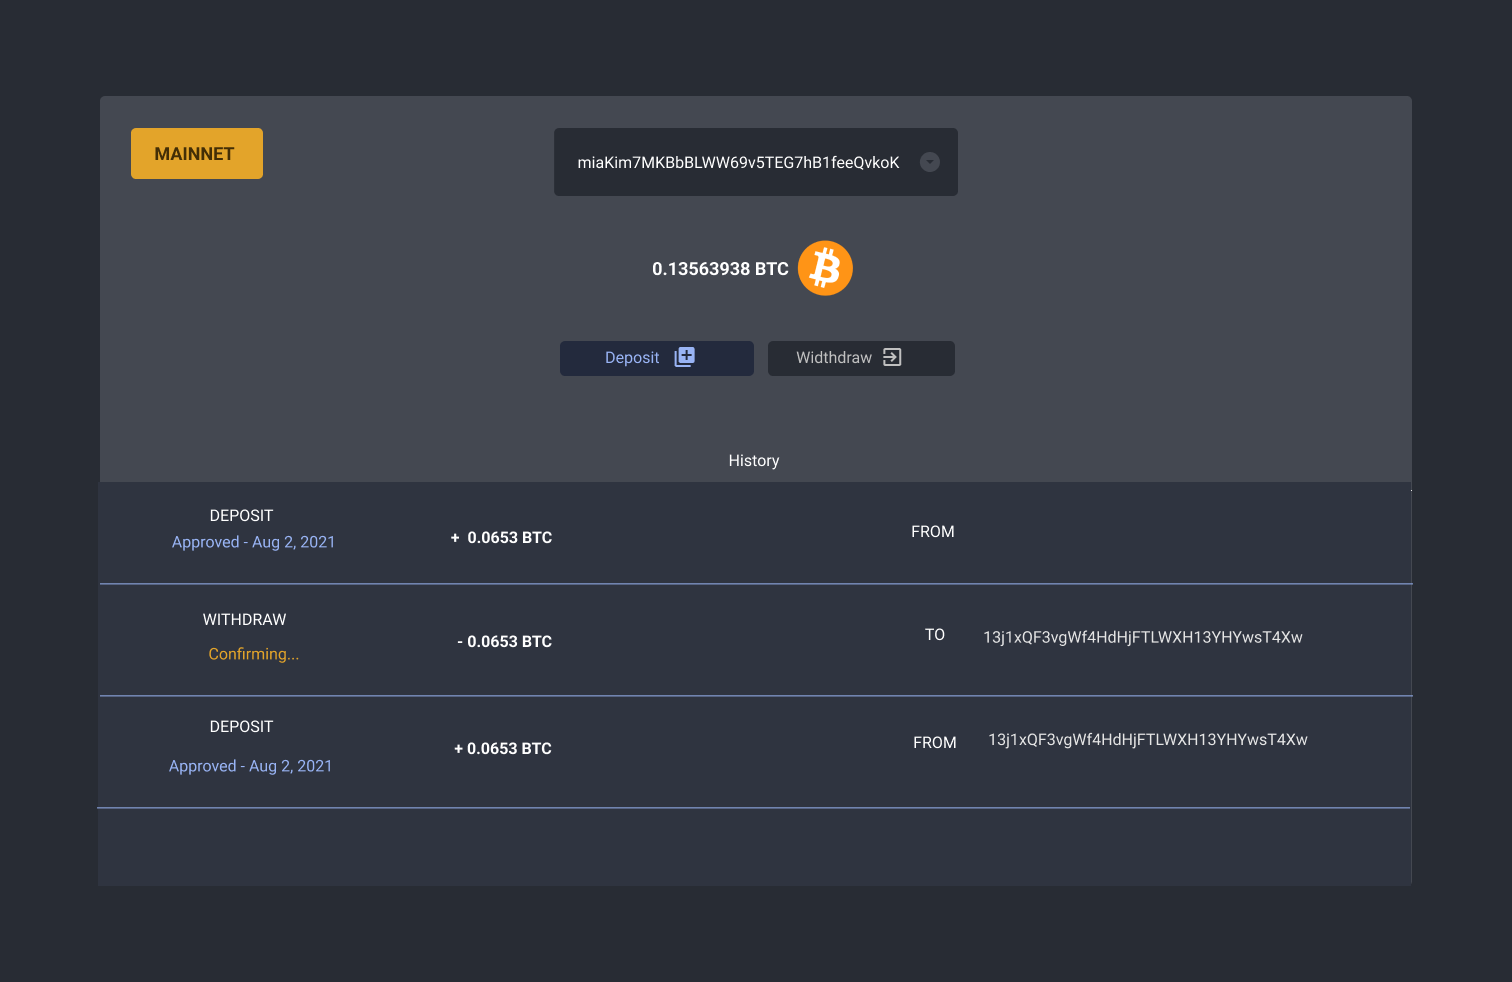 MAINNET
miaKim7MKBbBLWW69v5TEG7hB1feeQvkoK
0.13563938 BTC
Deposit
Widthdraw
History
DEPOSIT
Approved - Aug 2, 2021
+ 0.0653 BTC
FROM
WITHDRAW
Confirming...
- 0.0653 BTC
TO
13j1xQF3vgWf4HdHjFTLWXH13YHYwsT4Xw
DEPOSIT
Approved - Aug 2, 2021
+ 0.0653 BTC
FROM
13j1xQF3vgWf4HdHjFTLWXH13YHYwsT4Xw